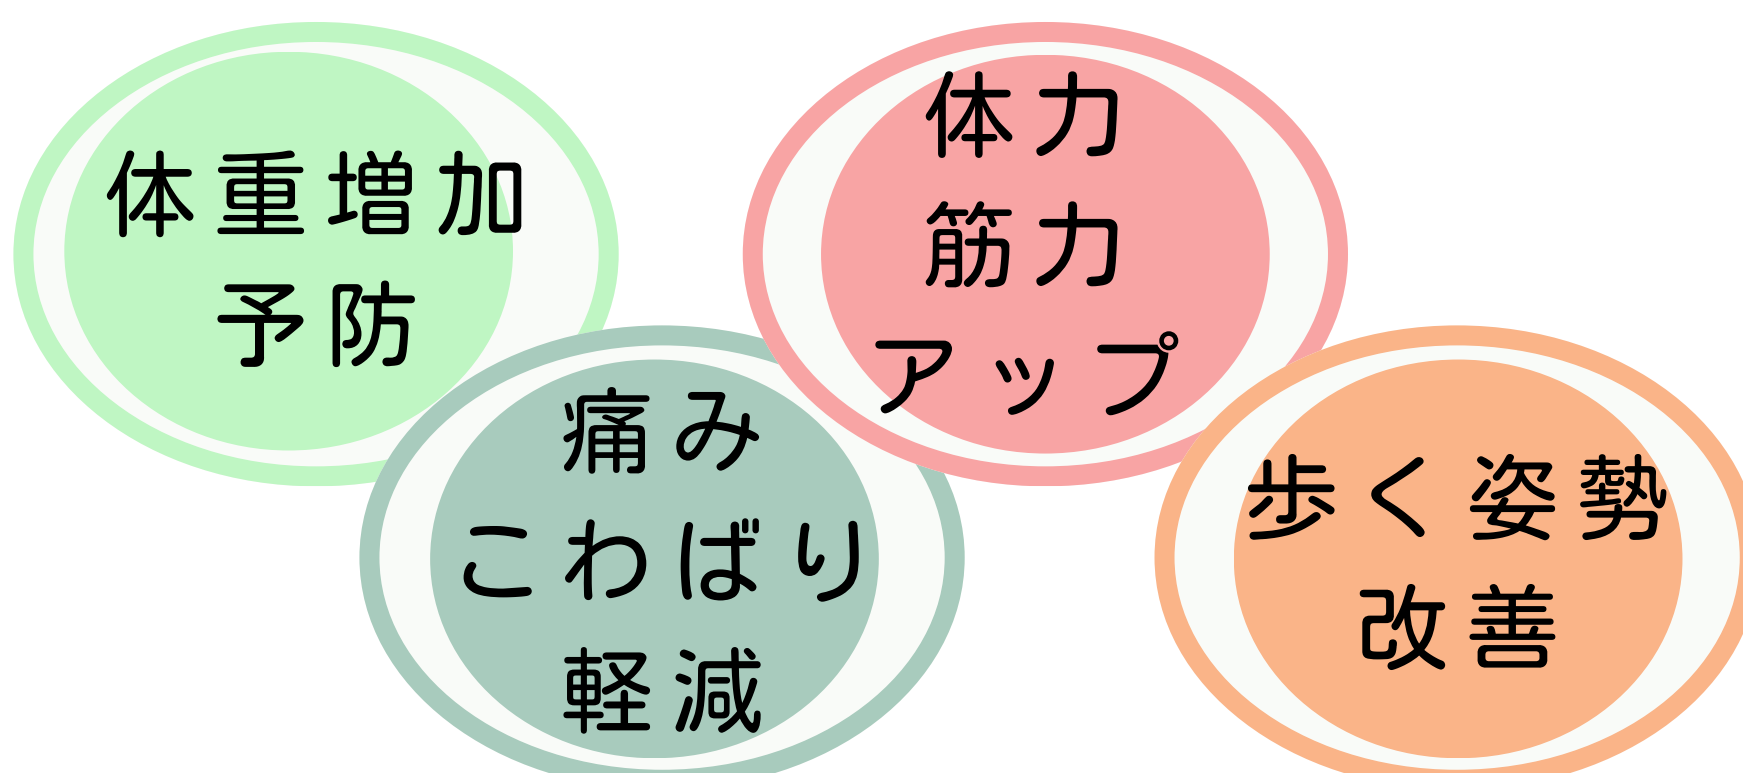 体重増加
予防
痛み
こわばり
軽減
体力
筋力
アップ
歩く姿勢
改善